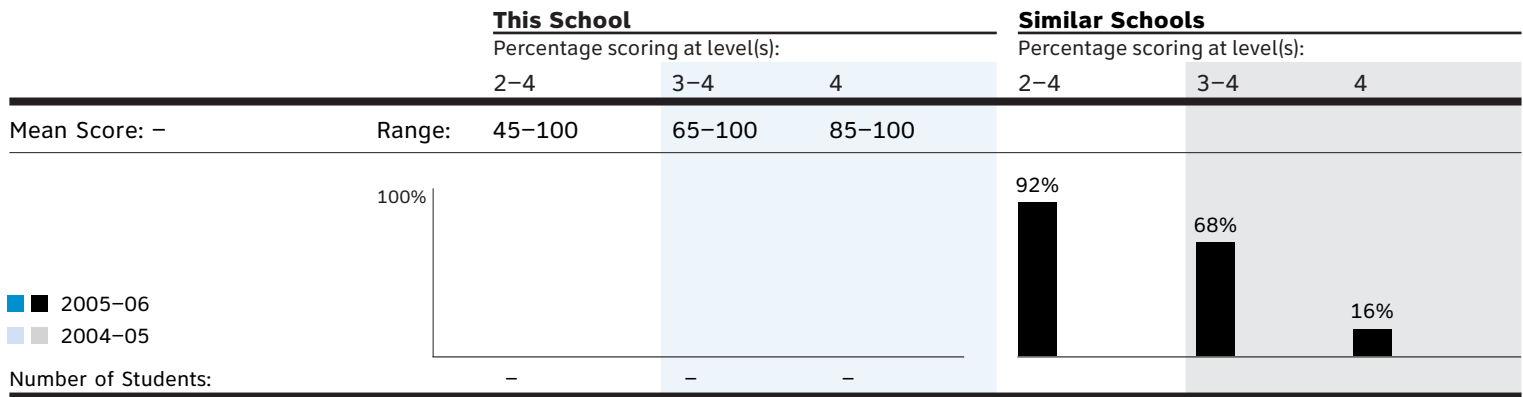 This School Similar Schools
Percentage scoring at level(s): Percentage scoring at level(s):
2–4 3–4 4 2–4 3–4 4
Mean Score: – Range: 45–100 65–100 85–100
92%
100%
68%
2005–06
16%
2004–05
Number of Students: – – –